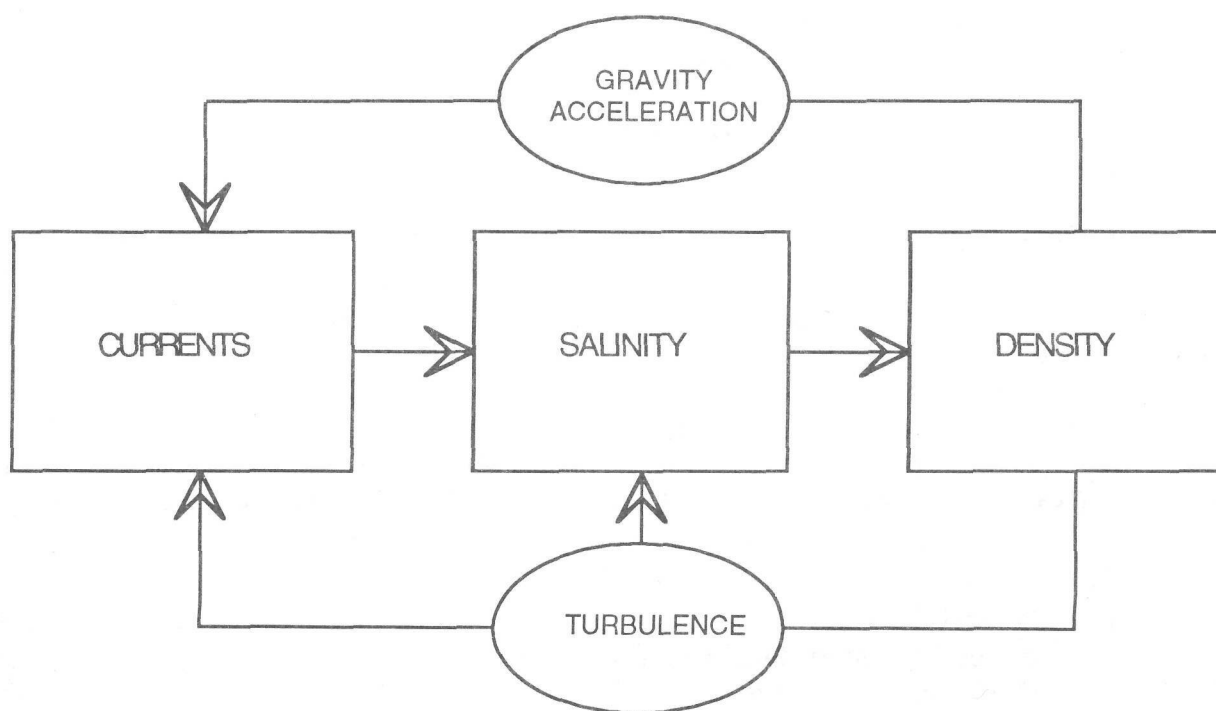 GRAVITY
ACCELERATION
CURRENTS
SALINITY
DENSITY
TURBULENCE